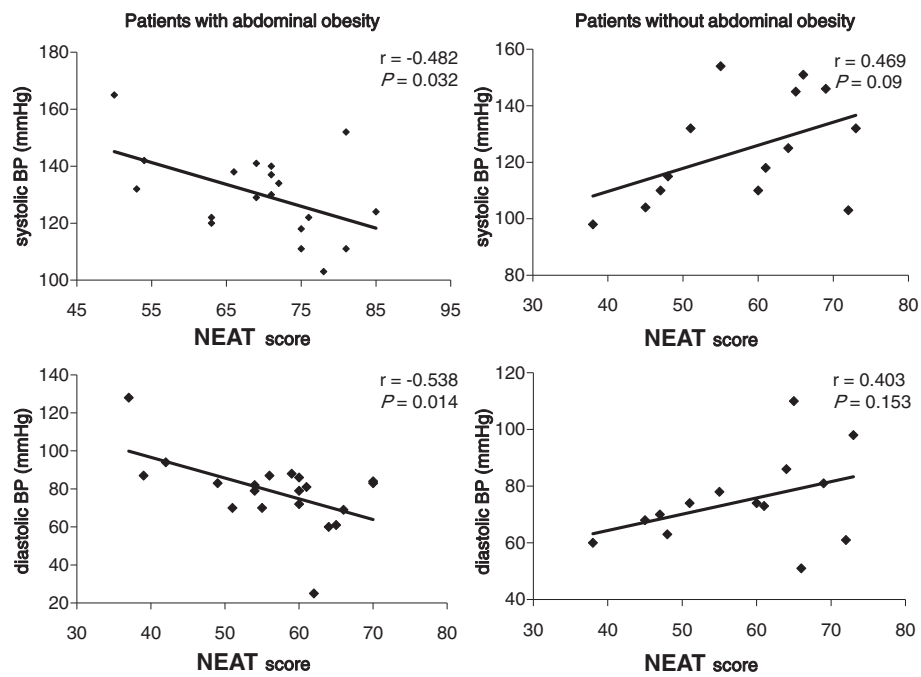 Patients with abdominal obesity
r = -0.482
P = 0.032
systolic BP (mmHg)
180
160
140
120
100
45 55 65 75 85 95
NEAT score
Patients without abdominal obesity
r = 0.469
P = 0.09
systolic BP (mmHg)
160
140
120
100
80
30 40 50 60 70 80
NEAT score
r = -0.538
P = 0.014
diastolic BP (mmHg)
140
120
100
80
60
40
20
30 40 50 60 70 80
NEAT score
r = 0.403
P = 0.153
diastolic BP (mmHg)
120
100
80
60
40
30 40 50 60 70 80
NEAT score